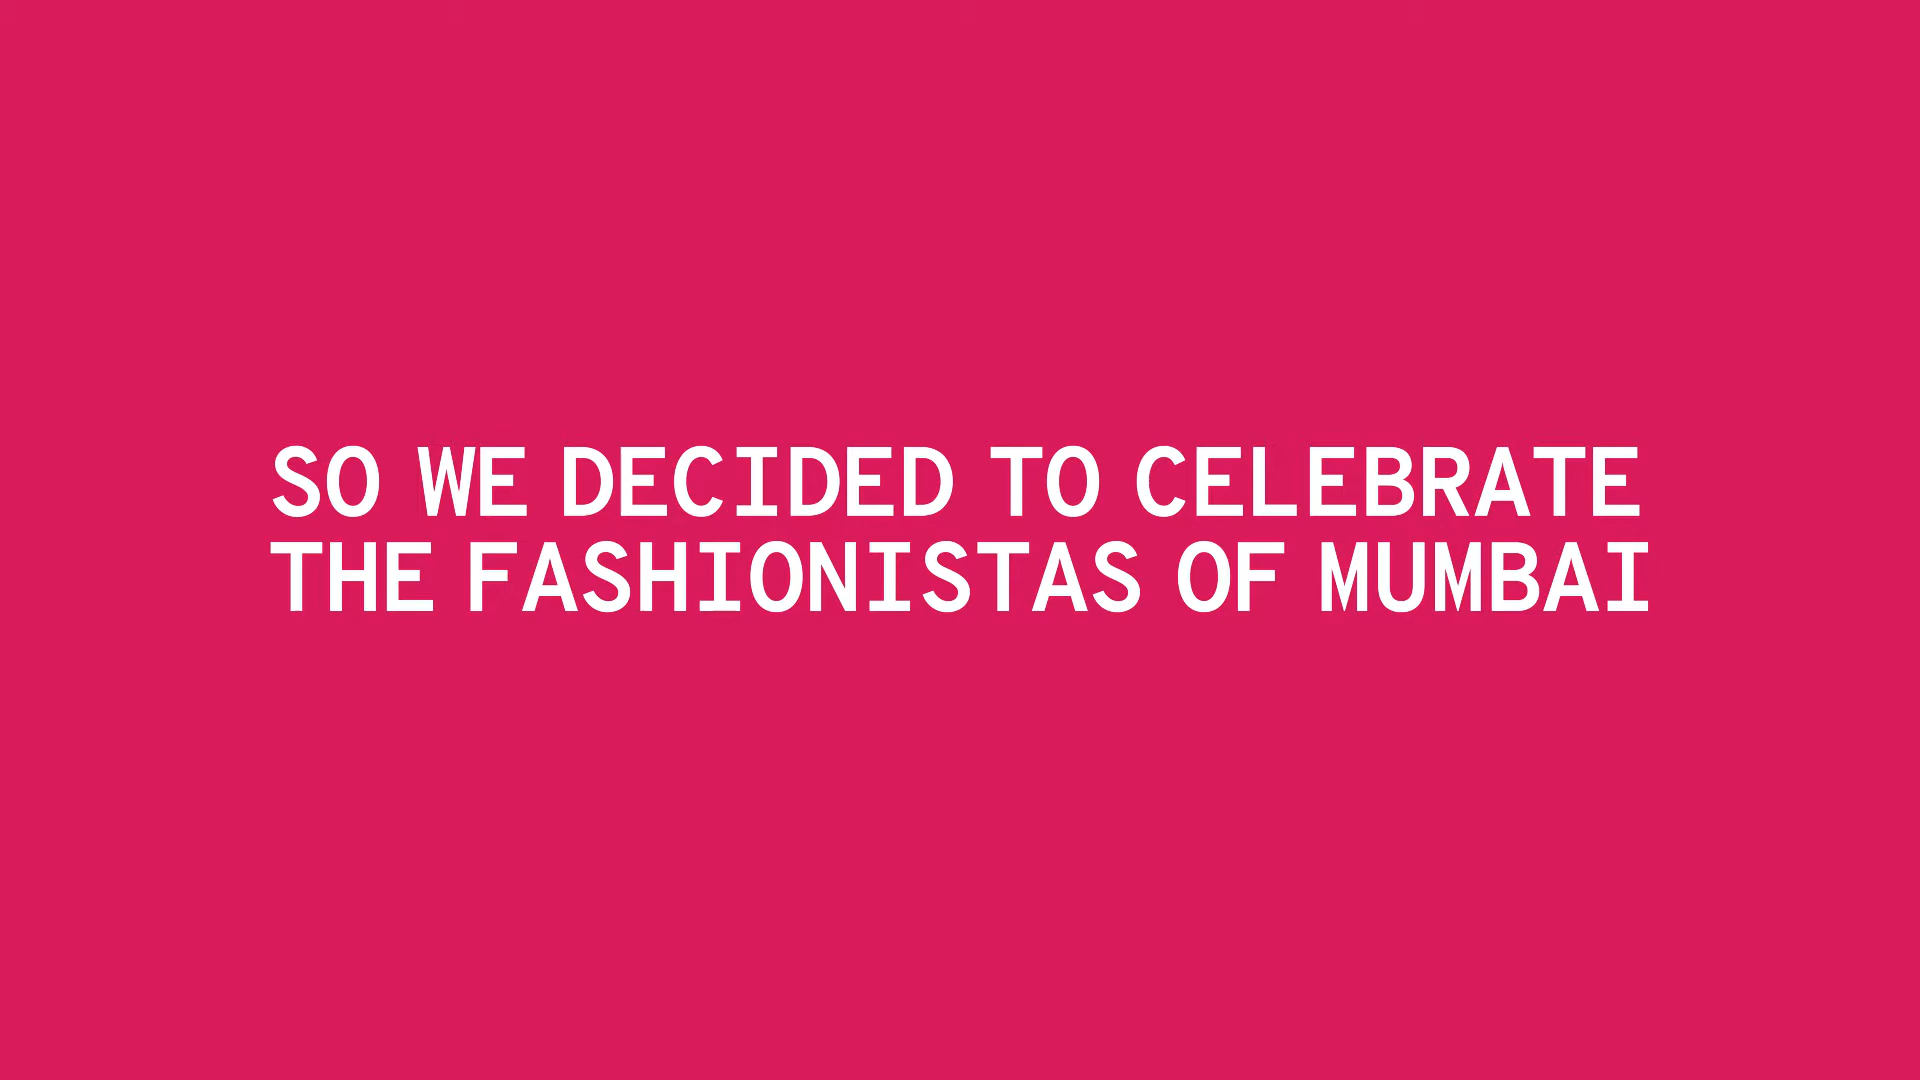 SO WE DECIDED TO CELEBRATE
THE FASHIONISTAS OF MUMBAI